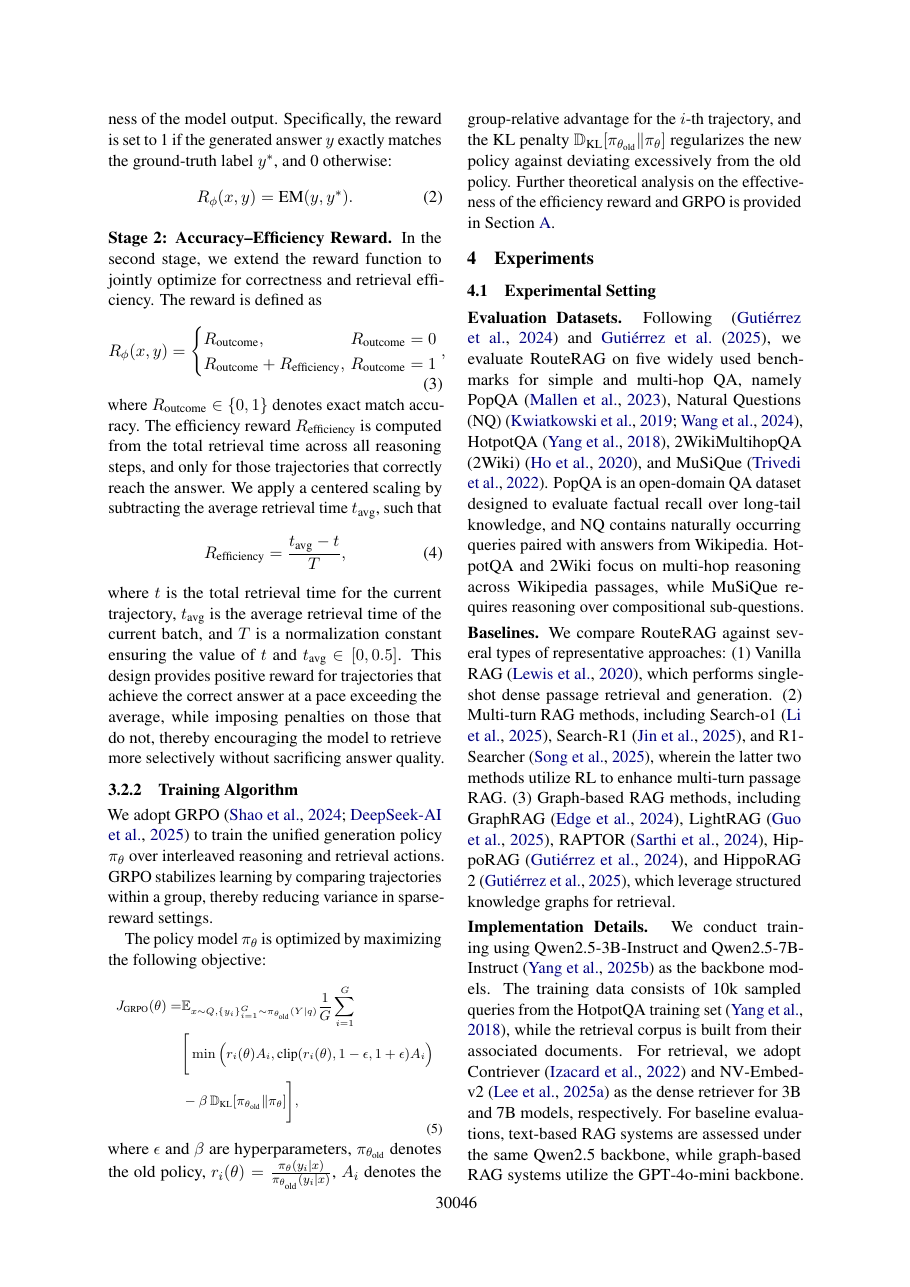 ness of the model output. Specifically, the reward
is set to 1 if the generated answer y exactly matches
the ground-truth label y*, and 0 otherwise:
Rϕ(x, y) = EM(y, y*). (2)
Stage 2: Accuracy–Efficiency Reward. In the
second stage, we extend the reward function to
jointly optimize for correctness and retrieval effi-
ciency. The reward is defined as
Rϕ(x, y) = { Routcome, Routcome = 0
Routcome + Refficiency, Routcome = 1 ,
(3)
where Routcome ∈ {0, 1} denotes exact match accu-
racy. The efficiency reward Refficiency is computed
from the total retrieval time across all reasoning
steps, and only for those trajectories that correctly
reach the answer. We apply a centered scaling by
subtracting the average retrieval time tavg, such that
Refficiency = (tavg − t) / T, (4)
where t is the total retrieval time for the current
trajectory, tavg is the average retrieval time of the
current batch, and T is a normalization constant
ensuring the value of t and tavg ∈ [0, 0.5]. This
design provides positive reward for trajectories that
achieve the correct answer at a pace exceeding the
average, while imposing penalties on those that
do not, thereby encouraging the model to retrieve
more selectively without sacrificing answer quality.
3.2.2 Training Algorithm
We adopt GRPO (Shao et al., 2024; DeepSeek-AI
et al., 2025) to train the unified generation policy
πθ over interleaved reasoning and retrieval actions.
GRPO stabilizes learning by comparing trajectories
within a group, thereby reducing variance in sparse-
reward settings.
The policy model πθ is optimized by maximizing
the following objective:
JGRPO(θ) =𝔼x∼Q,{yi}Gi=1∼πθold(Y|q) 1/G ∑Gi=1
[ min (ri(θ)Ai, clip(ri(θ), 1 − ϵ, 1 + ϵ)Ai)
− β 𝔻KL[πθold‖πθ] ],
(5)
where ϵ and β are hyperparameters, πθold denotes
the old policy, ri(θ) = πθ(yi|x) / πθold(yi|x), Ai denotes the
group-relative advantage for the i-th trajectory, and
the KL penalty 𝔻KL[πθold‖πθ] regularizes the new
policy against deviating excessively from the old
policy. Further theoretical analysis on the effective-
ness of the efficiency reward and GRPO is provided
in Section A.
4 Experiments
4.1 Experimental Setting
Evaluation Datasets. Following (Gutiérrez
et al., 2024) and Gutiérrez et al. (2025), we
evaluate RouteRAG on five widely used bench-
marks for simple and multi-hop QA, namely
PopQA (Mallen et al., 2023), Natural Questions
(NQ) (Kwiatkowski et al., 2019; Wang et al., 2024),
HotpotQA (Yang et al., 2018), 2WikiMultihopQA
(2Wiki) (Ho et al., 2020), and MuSiQue (Trivedi
et al., 2022). PopQA is an open-domain QA dataset
designed to evaluate factual recall over long-tail
knowledge, and NQ contains naturally occurring
queries paired with answers from Wikipedia. Hot-
potQA and 2Wiki focus on multi-hop reasoning
across Wikipedia passages, while MuSiQue re-
quires reasoning over compositional sub-questions.
Baselines. We compare RouteRAG against sev-
eral types of representative approaches: (1) Vanilla
RAG (Lewis et al., 2020), which performs single-
shot dense passage retrieval and generation. (2)
Multi-turn RAG methods, including Search-o1 (Li
et al., 2025), Search-R1 (Jin et al., 2025), and R1-
Searcher (Song et al., 2025), wherein the latter two
methods utilize RL to enhance multi-turn passage
RAG. (3) Graph-based RAG methods, including
GraphRAG (Edge et al., 2024), LightRAG (Guo
et al., 2025), RAPTOR (Sarthi et al., 2024), Hip-
poRAG (Gutiérrez et al., 2024), and HippoRAG
2 (Gutiérrez et al., 2025), which leverage structured
knowledge graphs for retrieval.
Implementation Details. We conduct train-
ing using Qwen2.5-3B-Instruct and Qwen2.5-7B-
Instruct (Yang et al., 2025b) as the backbone mod-
els. The training data consists of 10k sampled
queries from the HotpotQA training set (Yang et al.,
2018), while the retrieval corpus is built from their
associated documents. For retrieval, we adopt
Contriever (Izacard et al., 2022) and NV-Embed-
v2 (Lee et al., 2025a) as the dense retriever for 3B
and 7B models, respectively. For baseline evalua-
tions, text-based RAG systems are assessed under
the same Qwen2.5 backbone, while graph-based
RAG systems utilize the GPT-4o-mini backbone.
30046